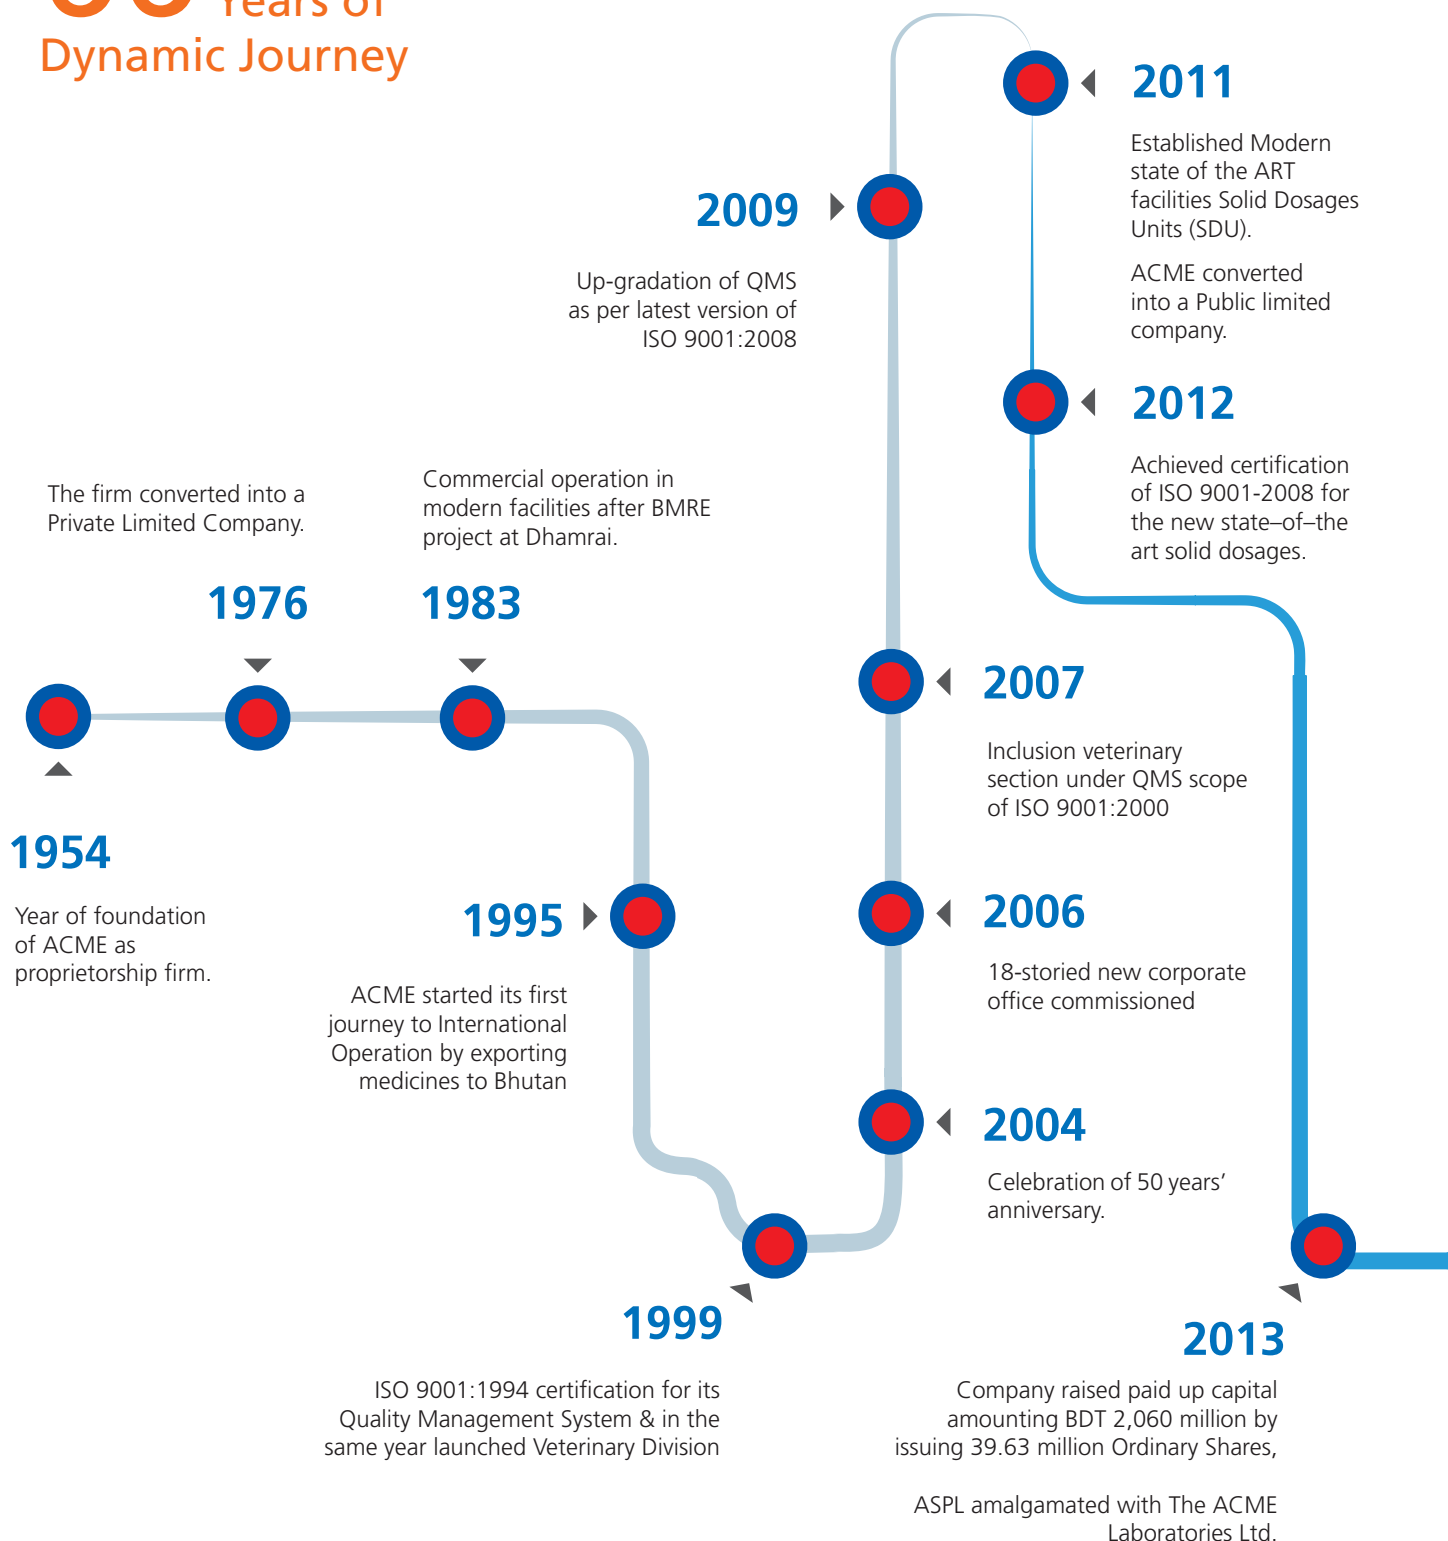 Years of
Dynamic Journey
1954
Year of foundation
of ACME as
proprietorship firm.
The firm converted into a
Private Limited Company.
1976
Commercial operation in
modern facilities after BMRE
project at Dhamrai.
1983
1995
ACME started its first
journey to International
Operation by exporting
medicines to Bhutan
1999
ISO 9001:1994 certification for its
Quality Management System & in the
same year launched Veterinary Division
2004
Celebration of 50 years’
anniversary.
2006
18-storied new corporate
office commissioned
2007
Inclusion veterinary
section under QMS scope
of ISO 9001:2000
2009
Up-gradation of QMS
as per latest version of
ISO 9001:2008
2011
Established Modern
state of the ART
facilities Solid Dosages
Units (SDU).
ACME converted
into a Public limited
company.
2012
Achieved certification
of ISO 9001-2008 for
the new state–of–the
art solid dosages.
2013
Company raised paid up capital
amounting BDT 2,060 million by
issuing 39.63 million Ordinary Shares,
ASPL amalgamated with The ACME
Laboratories Ltd.